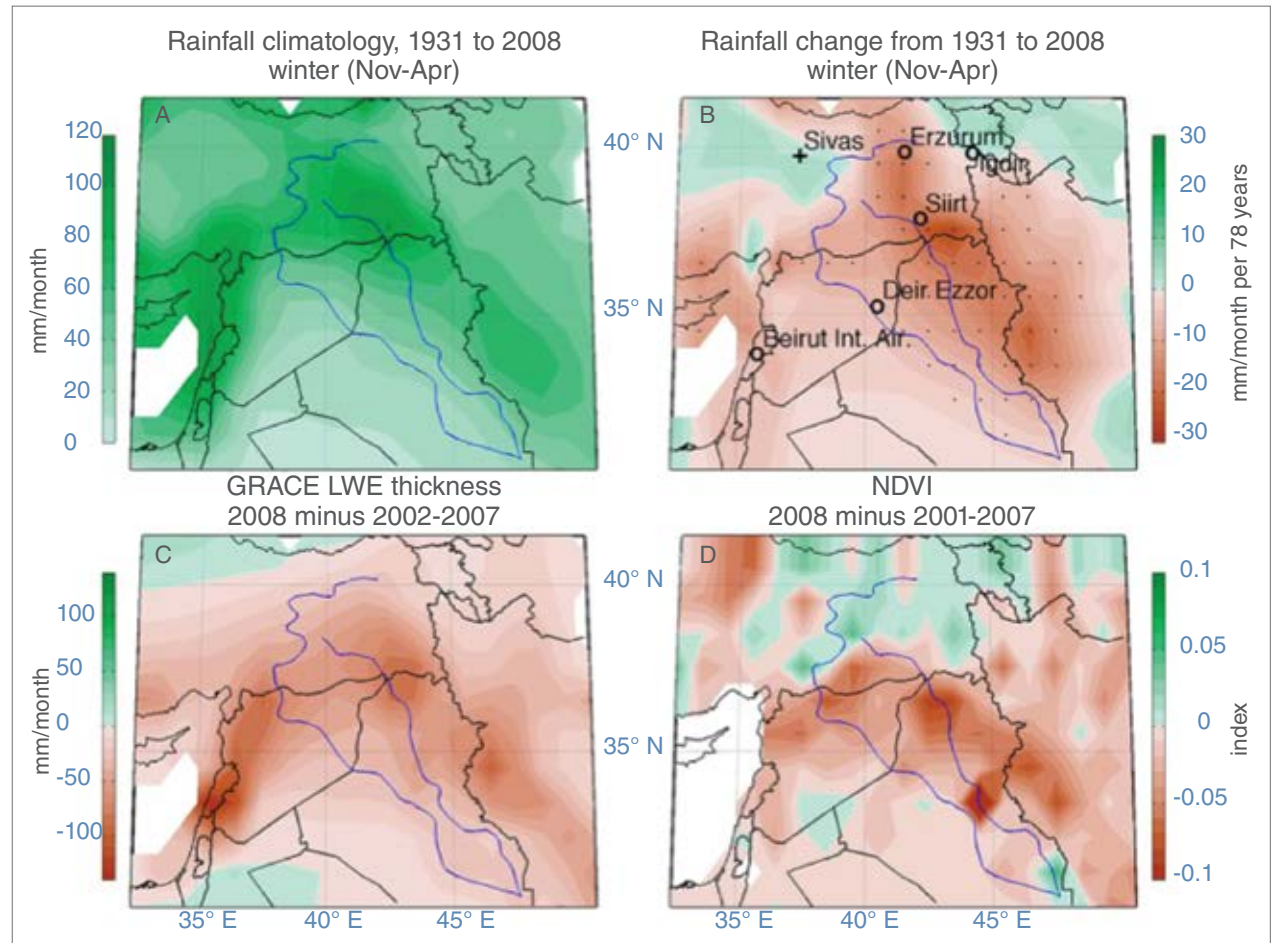 Rainfall climatology, 1931 to 2008
winter (Nov-Apr)
Rainfall change from 1931 to 2008
winter (Nov-Apr)
A
120
100
80
60
40
20
0
mm/month
B
40° N
35° N
Sivas
Erzurum
Igdir
Siirt
Deir Ezzor
Beirut Int. Air.
30
20
10
0
-10
-20
-30
mm/month per 78 years
GRACE LWE thickness
2008 minus 2002-2007
NDVI
2008 minus 2001-2007
C
100
50
0
-50
-100
mm/month
35° E
40° E
45° E
D
40° N
35° N
0.1
0.05
0
-0.05
-0.1
index
35° E
40° E
45° E